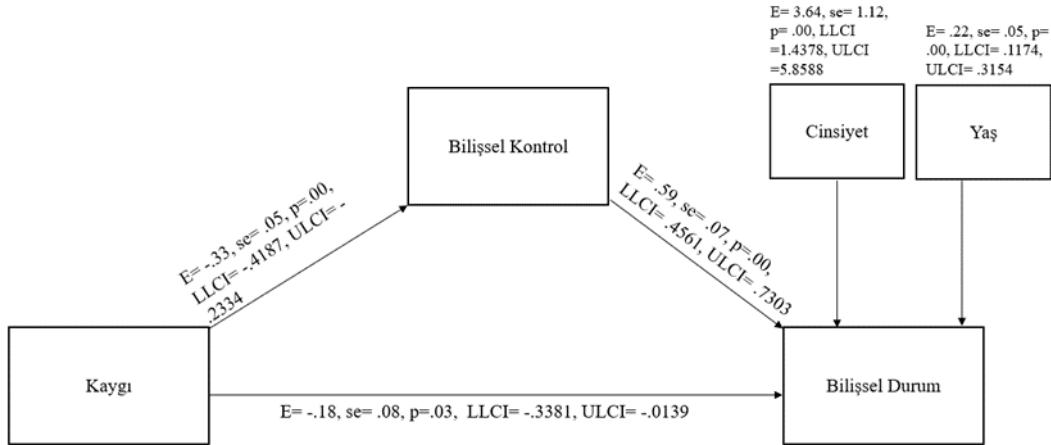 E= 3.64, se= 1.12,
p= .00, LLCI
=1.4378, ULCI
=5.8588
E= .22, se= .05, p=
.00, LLCI= .1174,
ULCI= .3154
Bilişsel Kontrol
Cinsiyet
Yaş
E= -.33, se= .05, p=.00,
LLCI= -.4187, ULCI= -
.2334
E= .59, se= .07, p=.00,
LLCI= .4561, ULCI= .7303
Kaygı
Bilişsel Durum
E= -.18, se= .08, p=.03, LLCI= -.3381, ULCI= -.0139